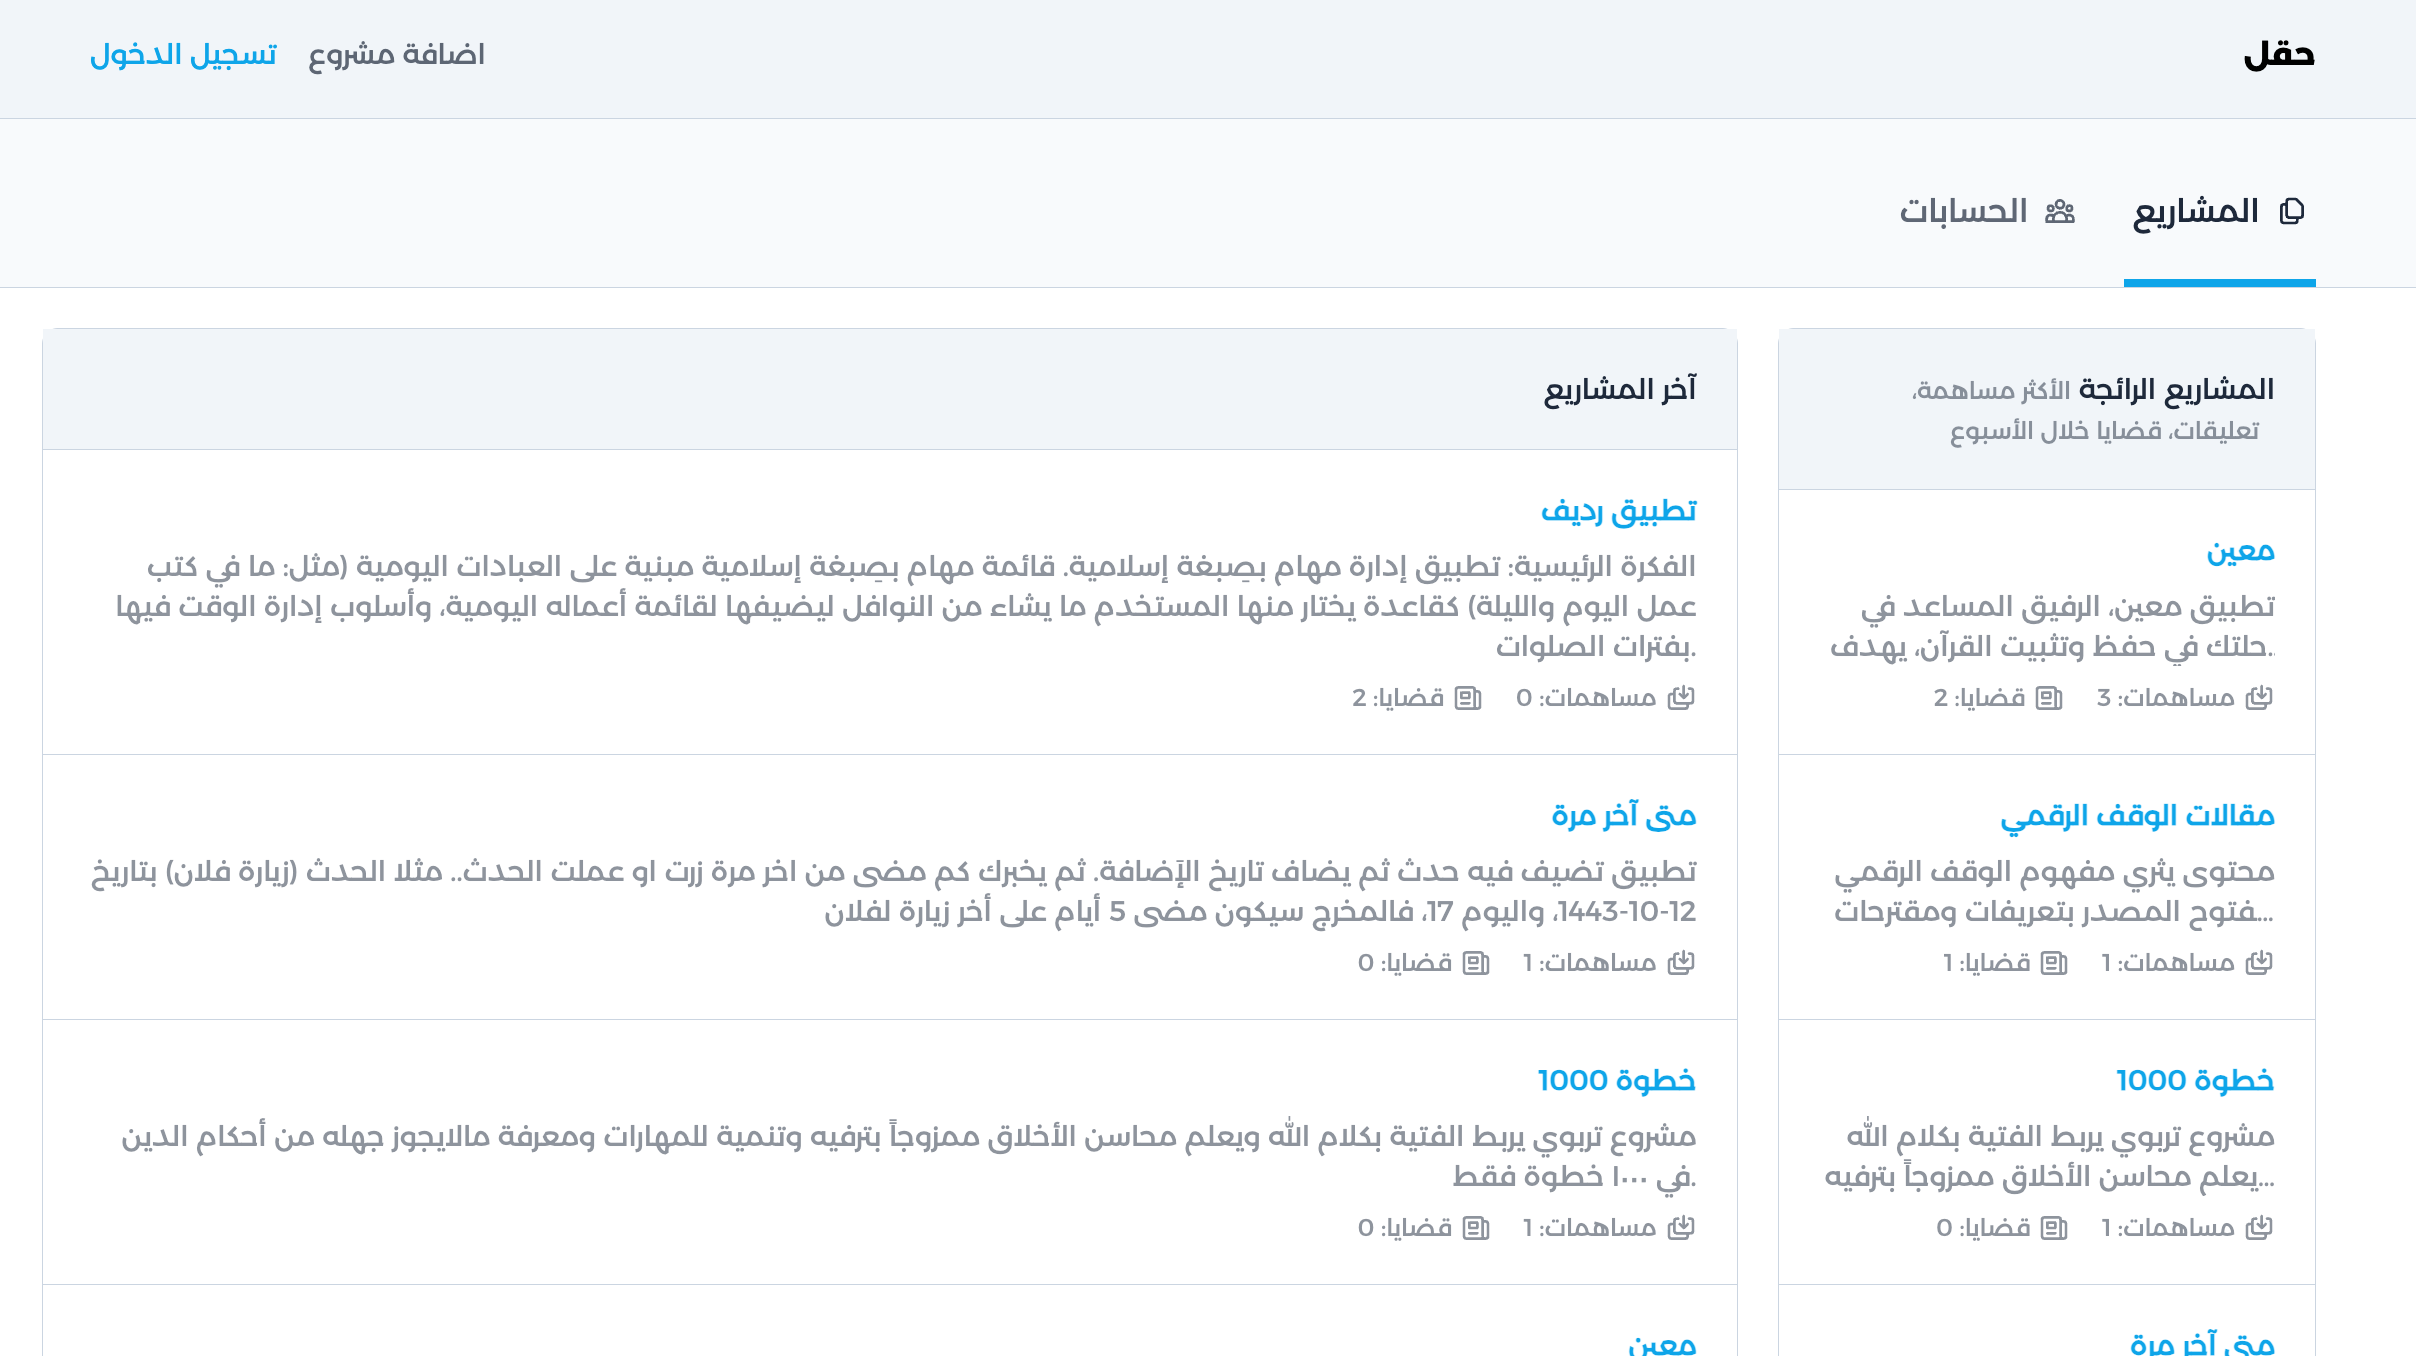 حقل
اضافة مشروع
تسجيل الدخول
المشاريع
الحسابات
المشاريع الرائجة الأكثر مساهمة،
تعليقات، قضايا خلال الأسبوع
معين
تطبيق معين، الرفيق المساعد في
حلتك في حفظ وتثبيت القرآن، يهدف..
مساهمات: 3 قضايا: 2
مقالات الوقف الرقمي
محتوى يثري مفهوم الوقف الرقمي
فتوح المصدر بتعريفات ومقترحات...
مساهمات: 1 قضايا: 1
خطوة 1000
مشروع تربوي يربط الفتية بكلام الله
يعلم محاسن الأخلاق ممزوجاً بترفيه...
مساهمات: 1 قضايا: 0
متى آخر مرة
آخر المشاريع
تطبيق رديف
الفكرة الرئيسية: تطبيق إدارة مهام بصِبغة إسلامية. قائمة مهام بصِبغة إسلامية مبنية على العبادات اليومية (مثل: ما في كتب
عمل اليوم والليلة) كقاعدة يختار منها المستخدم ما يشاء من النوافل ليضيفها لقائمة أعماله اليومية، وأسلوب إدارة الوقت فيها
.بفترات الصلوات
مساهمات: 0 قضايا: 2
متى آخر مرة
تطبيق تضيف فيه حدث ثم يضاف تاريخ الإضافة. ثم يخبرك كم مضى من اخر مرة زرت او عملت الحدث.. مثلا الحدث (زيارة فلان) بتاريخ
12-10-1443، واليوم 17، فالمخرج سيكون مضى 5 أيام على أخر زيارة لفلان
مساهمات: 1 قضايا: 0
خطوة 1000
مشروع تربوي يربط الفتية بكلام الله ويعلم محاسن الأخلاق ممزوجاً بترفيه وتنمية للمهارات ومعرفة مالايجوز جهله من أحكام الدين
.في ١٠٠٠ خطوة فقط
مساهمات: 1 قضايا: 0
معين